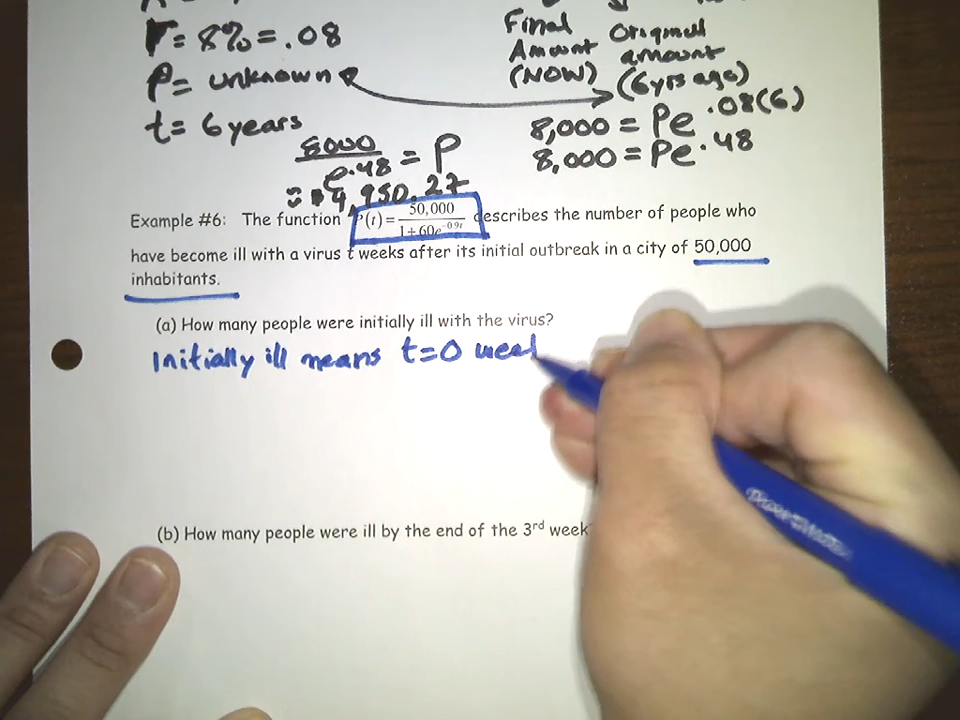 r = 8% = .08
P = unknown
t = 6 years
Final Amount (NOW)
Original amount (6 yrs ago)
8,000 = Pe^.08(6)
8,000 = Pe^.48
8000/e^.48 = P
≈ $4,950.27
Example #6: The function P(t) = 50,000/(1+60e^-0.9t) describes the number of people who
have become ill with a virus t weeks after its initial outbreak in a city of 50,000
inhabitants.
(a) How many people were initially ill with the virus?
Initially ill means t=0 week
(b) How many people were ill by the end of the 3rd week